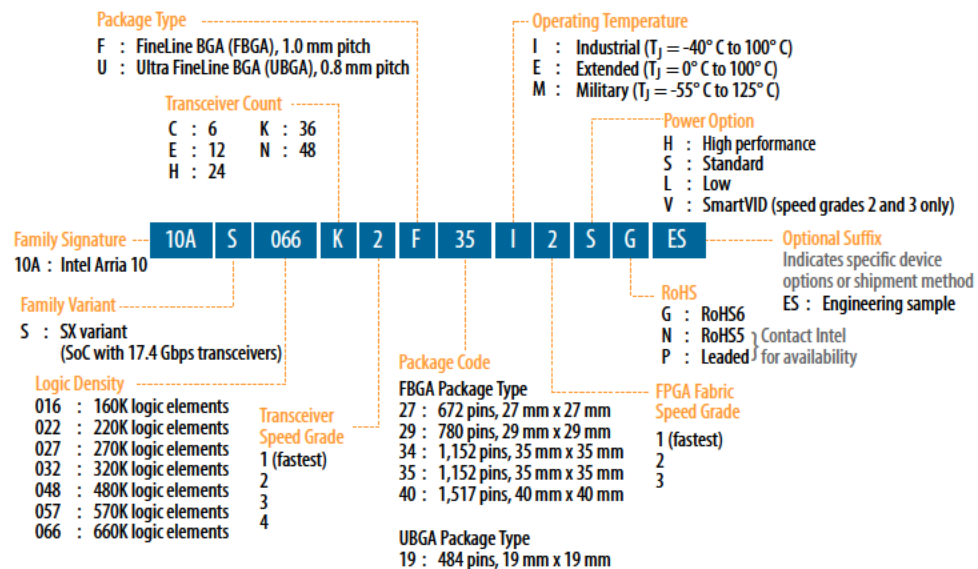 Package Type
F : FineLine BGA (FBGA), 1.0 mm pitch
U : Ultra FineLine BGA (UBGA), 0.8 mm pitch
Transceiver Count
C : 6 K : 36
E : 12 N : 48
H : 24
Operating Temperature
I : Industrial (TJ = -40° C to 100° C)
E : Extended (TJ = 0° C to 100° C)
M : Military (TJ = -55° C to 125° C)
Power Option
H : High performance
S : Standard
L : Low
V : SmartVID (speed grades 2 and 3 only)
Family Signature
10A : Intel Arria 10
10A S 066 K 2 F 35 I 2 S G ES
Optional Suffix
Indicates specific device
options or shipment method
ES : Engineering sample
Family Variant
S : SX variant
(SoC with 17.4 Gbps transceivers)
RoHS
G : RoHS6
N : RoHS5
P : Leaded
Contact Intel
for availability
Logic Density
016 : 160K logic elements
022 : 220K logic elements
027 : 270K logic elements
032 : 320K logic elements
048 : 480K logic elements
057 : 570K logic elements
066 : 660K logic elements
Transceiver
Speed Grade
1 (fastest)
2
3
4
Package Code
FBGA Package Type
27 : 672 pins, 27 mm x 27 mm
29 : 780 pins, 29 mm x 29 mm
34 : 1,152 pins, 35 mm x 35 mm
35 : 1,152 pins, 35 mm x 35 mm
40 : 1,517 pins, 40 mm x 40 mm
UBGA Package Type
19 : 484 pins, 19 mm x 19 mm
FPGA Fabric
Speed Grade
1 (fastest)
2
3